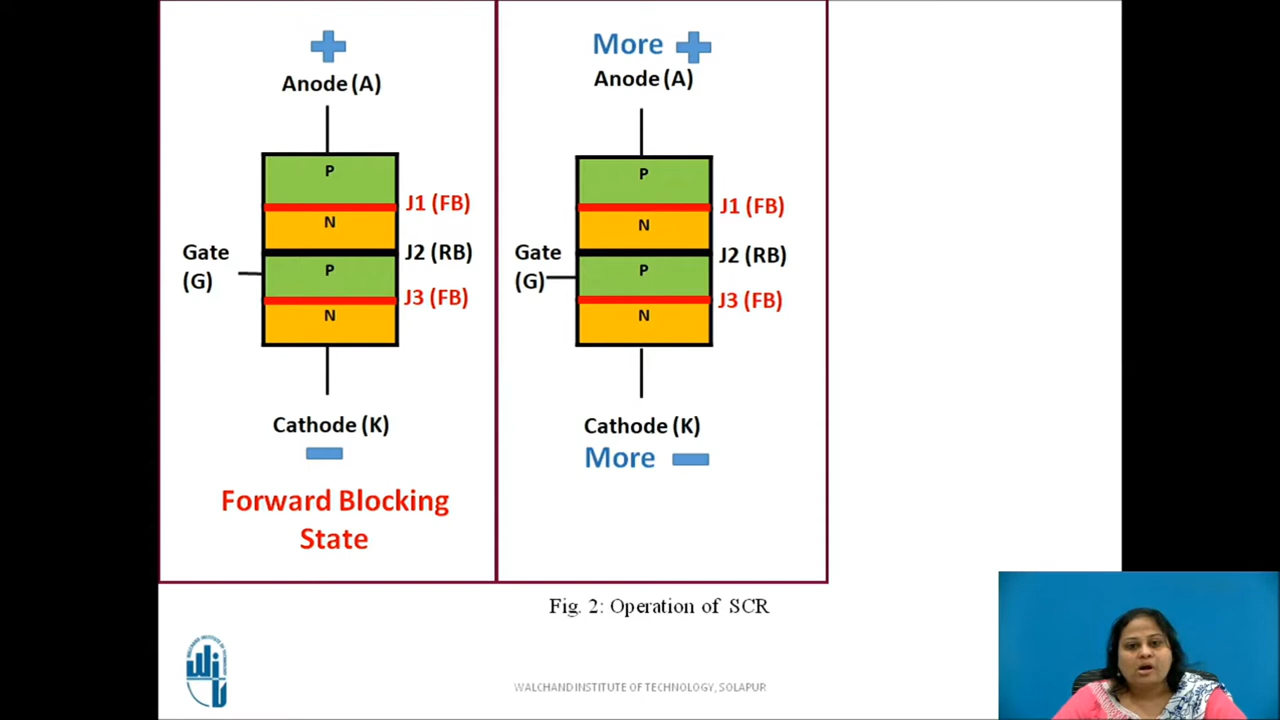 Anode (A)
P
J1 (FB)
N
Gate
(G)
J2 (RB)
P
J3 (FB)
N
Cathode (K)
Forward Blocking
State
More
Anode (A)
P
J1 (FB)
N
Gate
(G)
J2 (RB)
P
J3 (FB)
N
Cathode (K)
More
Fig. 2: Operation of SCR
WALCHAND INSTITUTE OF TECHNOLOGY, SOLAPUR